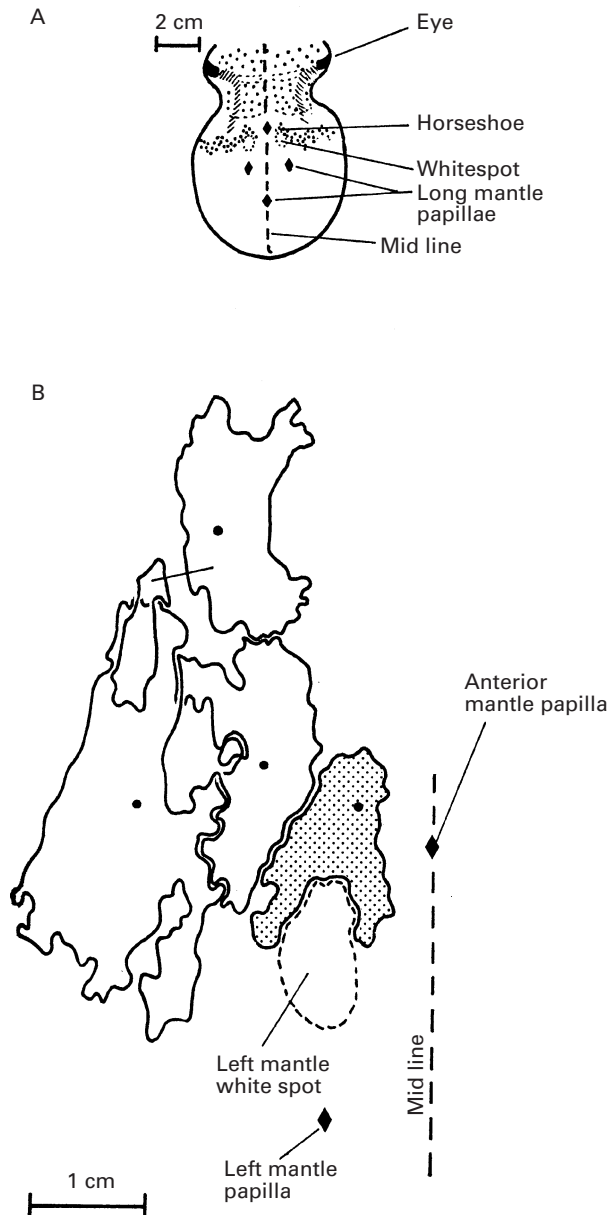 A
2 cm
Eye
Horseshoe
Whitespot
Long mantle
papillae
Mid line
B
Anterior
mantle papilla
Left mantle
white spot
Mid line
Left mantle
papilla
1 cm